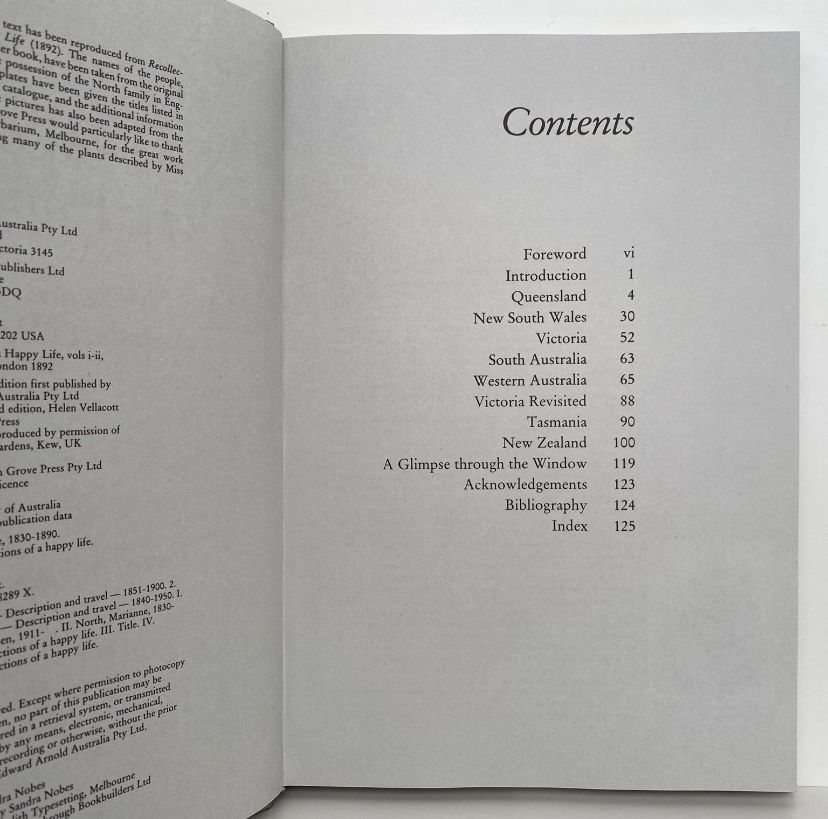 text has been reproduced from Recollec-
Life (1892). The names of the people,
er book, have been taken from the original
possession of the North family in Eng-
plates have been given the titles listed in
catalogue, and the additional information
pictures has also been adapted from the
ove Press would particularly like to thank
rbarium, Melbourne, for the great work
g many of the plants described by Miss
ustralia Pty Ltd
ctoria 3145
ublishers Ltd
e
DQ
t
202 USA
Happy Life, vols i-ii,
ondon 1892
dition first published by
Australia Pty Ltd
d edition, Helen Vellacott
ress
roduced by permission of
ardens, Kew, UK
n Grove Press Pty Ltd
icence
of Australia
ublication data
, 1830-1890.
ions of a happy life.
8289 X.
- Description and travel — 1851-1900. 2.
— Description and travel — 1840-1950. I.
en, 1911- . II. North, Marianne, 1830-
ctions of a happy life. III. Title. IV.
ctions of a happy life.
ed. Except where permission to photocopy
n, no part of this publication may be
red in a retrieval system, or transmitted
by any means, electronic, mechanical,
recording or otherwise, without the prior
Edward Arnold Australia Pty Ltd.
dra Nobes
y Sandra Nobes
lish Typesetting, Melbourne
through Bookbuilders Ltd
Contents
Foreword vi
Introduction 1
Queensland 4
New South Wales 30
Victoria 52
South Australia 63
Western Australia 65
Victoria Revisited 88
Tasmania 90
New Zealand 100
A Glimpse through the Window 119
Acknowledgements 123
Bibliography 124
Index 125